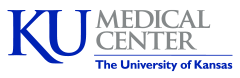 KU MEDICAL
CENTER
The University of Kansas